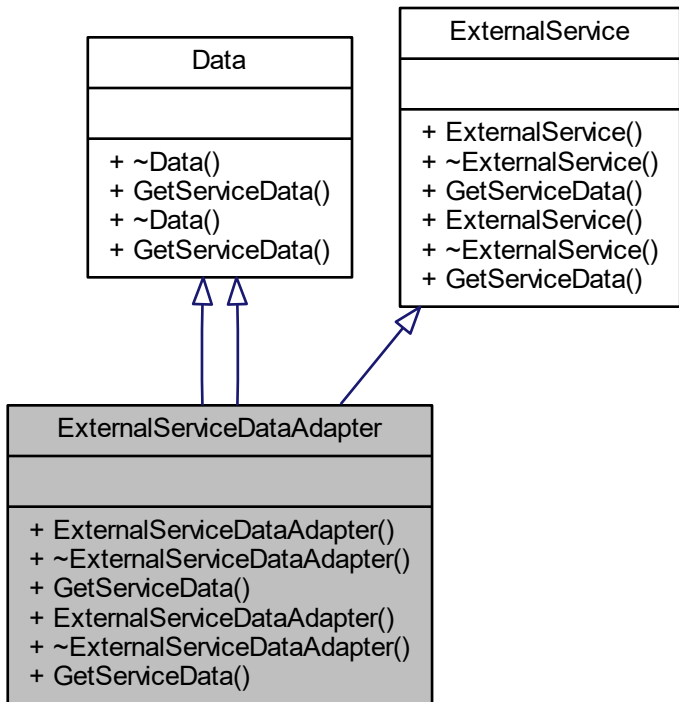 Data
+ ~Data()
+ GetServiceData()
+ ~Data()
+ GetServiceData()
ExternalService
+ ExternalService()
+ ~ExternalService()
+ GetServiceData()
+ ExternalService()
+ ~ExternalService()
+ GetServiceData()
ExternalServiceDataAdapter
+ ExternalServiceDataAdapter()
+ ~ExternalServiceDataAdapter()
+ GetServiceData()
+ ExternalServiceDataAdapter()
+ ~ExternalServiceDataAdapter()
+ GetServiceData()